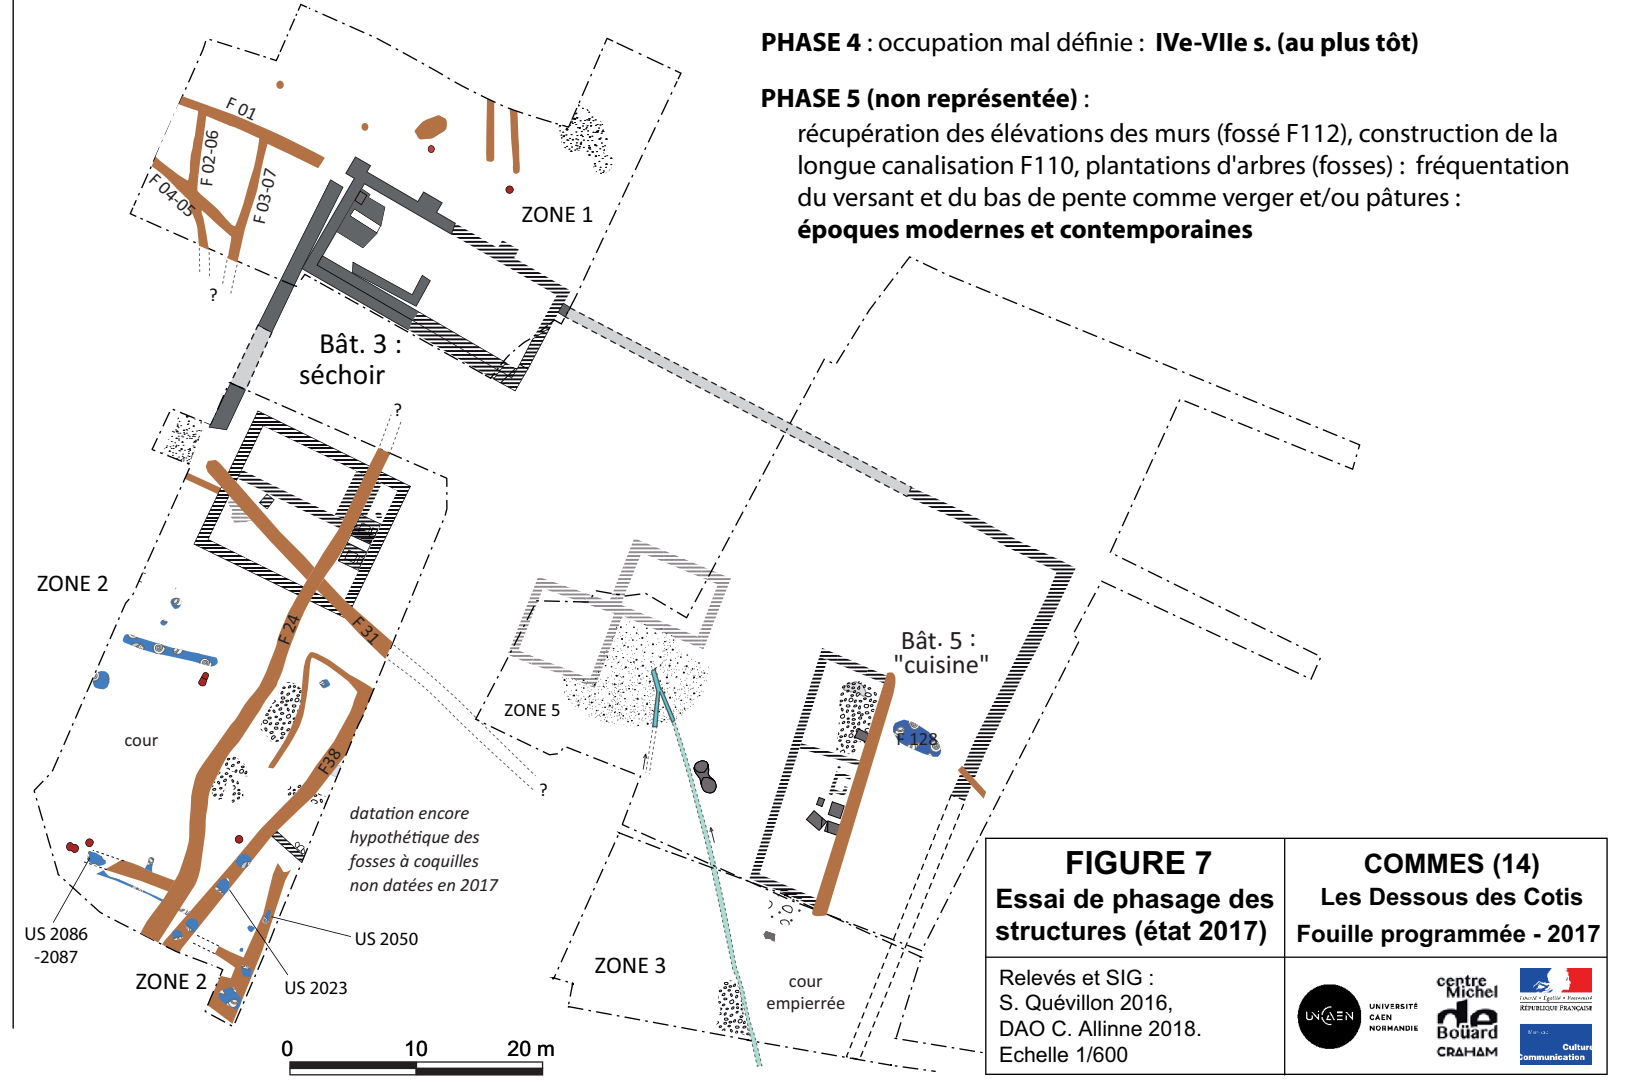 PHASE 4 : occupation mal définie : IVe-VIIe s. (au plus tôt)
PHASE 5 (non représentée) :
récupération des élévations des murs (fossé F112), construction de la
longue canalisation F110, plantations d'arbres (fosses) : fréquentation
du versant et du bas de pente comme verger et/ou pâtures :
époques modernes et contemporaines
F 01
F 02-06
F 04-05
F 03-07
ZONE 1
?
Bât. 3 :
séchoir
?
ZONE 2
F 24
F 31
cour
F38
ZONE 5
?
Bât. 5 :
"cuisine"
F 128
datation encore
hypothétique des
fosses à coquilles
non datées en 2017
US 2086
-2087
US 2050
ZONE 2
US 2023
ZONE 3
cour
empierrée
0 10 20 m
FIGURE 7
Essai de phasage des
structures (état 2017)
COMMES (14)
Les Dessous des Cotis
Fouille programmée - 2017
Relevés et SIG :
S. Quévillon 2016,
DAO C. Allinne 2018.
Echelle 1/600
UNICAEN
UNIVERSITÉ
CAEN
NORMANDIE
centre
Michel
de
Boüard
CRAHAM
Liberté • Égalité • Fraternité
RÉPUBLIQUE FRANÇAISE
Culture
Communication